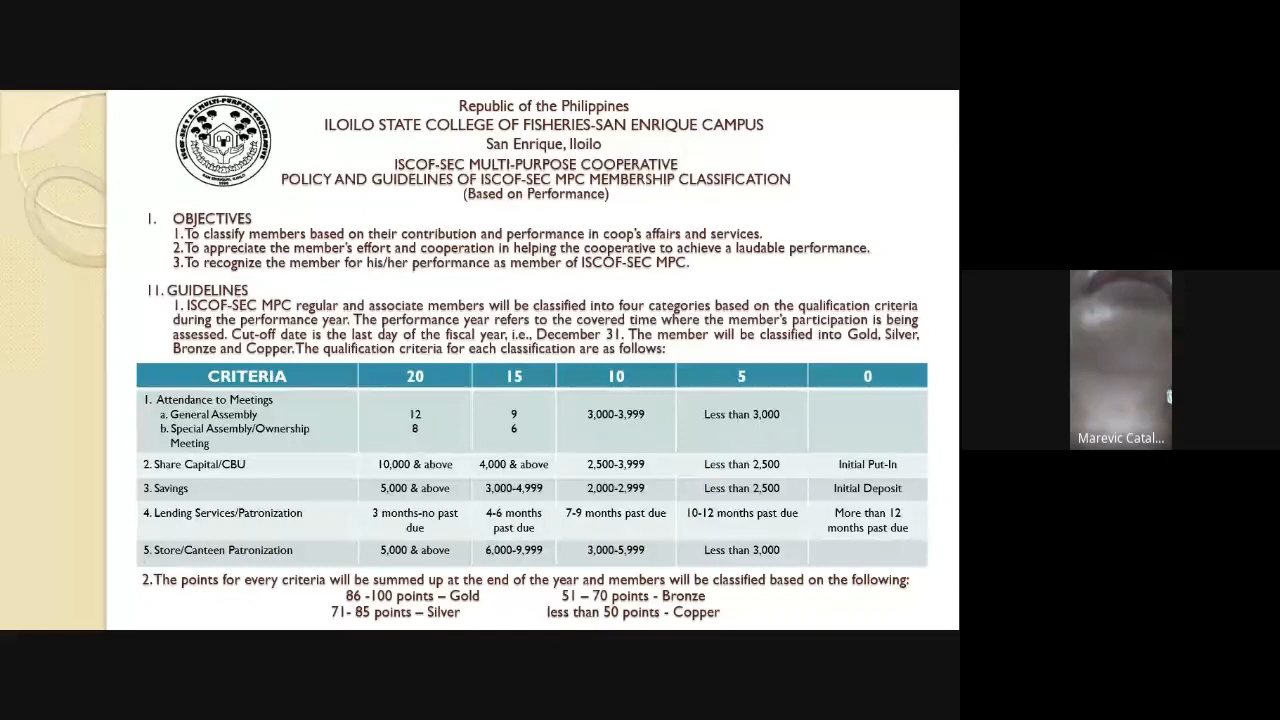 Republic of the Philippines
ILOILO STATE COLLEGE OF FISHERIES-SAN ENRIQUE CAMPUS
San Enrique, Iloilo
ISCOF-SEC MULTI-PURPOSE COOPERATIVE
POLICY AND GUIDELINES OF ISCOF-SEC MPC MEMBERSHIP CLASSIFICATION
(Based on Performance)
1. OBJECTIVES
1.To classify members based on their contribution and performance in coop's affairs and services.
2.To appreciate the member's effort and cooperation in helping the cooperative to achieve a laudable performance.
3.To recognize the member for his/her performance as member of ISCOF-SEC MPC.
11. GUIDELINES
1. ISCOF-SEC MPC regular and associate members will be classified into four categories based on the qualification criteria
during the performance year. The performance year refers to the covered time where the member's participation is being
assessed. Cut-off date is the last day of the fiscal year, i.e., December 31. The member will be classified into Gold, Silver,
Bronze and Copper.The qualification criteria for each classification are as follows:
CRITERIA 20 15 10 5 0
1. Attendance to Meetings
a. General Assembly 12 9 3,000-3,999 Less than 3,000
b. Special Assembly/Ownership 8 6
Meeting
2. Share Capital/CBU 10,000 & above 4,000 & above 2,500-3,999 Less than 2,500 Initial Put-In
3. Savings 5,000 & above 3,000-4,999 2,000-2,999 Less than 2,500 Initial Deposit
4. Lending Services/Patronization 3 months-no past 4-6 months 7-9 months past due 10-12 months past due More than 12
due past due months past due
5. Store/Canteen Patronization 5,000 & above 6,000-9,999 3,000-5,999 Less than 3,000
2.The points for every criteria will be summed up at the end of the year and members will be classified based on the following:
86 -100 points – Gold 51 – 70 points - Bronze
71- 85 points – Silver less than 50 points - Copper
Marevic Catal...